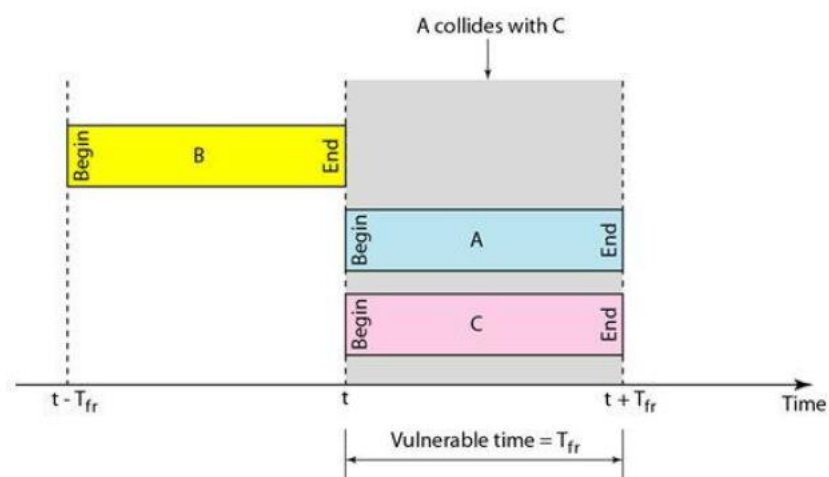 A collides with C
Begin
B
End
Begin
A
End
Begin
C
End
t - Tfr
t
t + Tfr
Time
Vulnerable time = Tfr